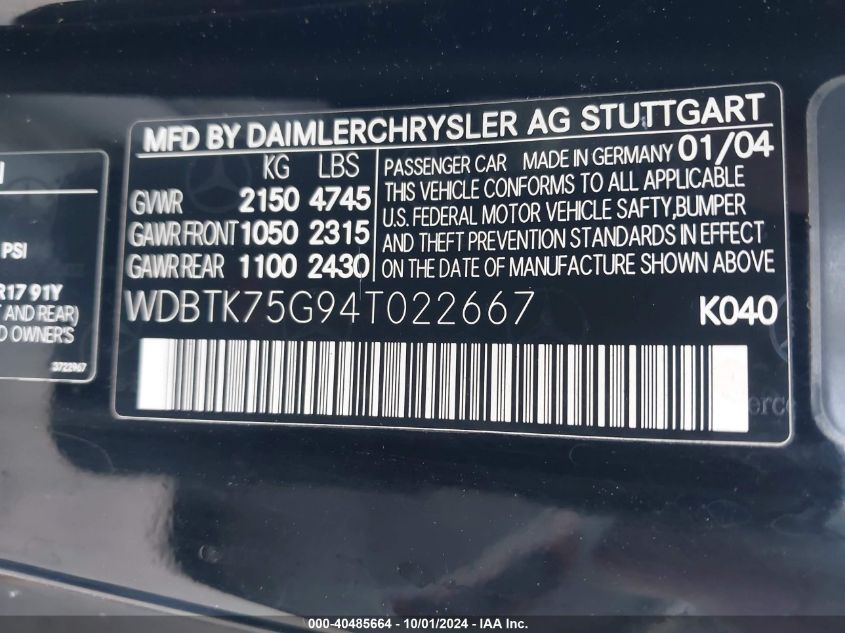 MFD BY DAIMLERCHRYSLER AG STUTTGART
KG LBS
GVWR 2150 4745
GAWR FRONT 1050 2315
GAWR REAR 1100 2430
PASSENGER CAR MADE IN GERMANY 01/04
THIS VEHICLE CONFORMS TO ALL APPLICABLE
U.S. FEDERAL MOTOR VEHICLE SAFTY,BUMPER
AND THEFT PREVENTION STANDARDS IN EFFECT
ON THE DATE OF MANUFACTURING SHOWN ABOVE
WDBTK75G94T022667 K040
PSI
R17 91Y
AND REAR)
OWNER'S
000-40485664 - 10/01/2024 - IAA Inc.